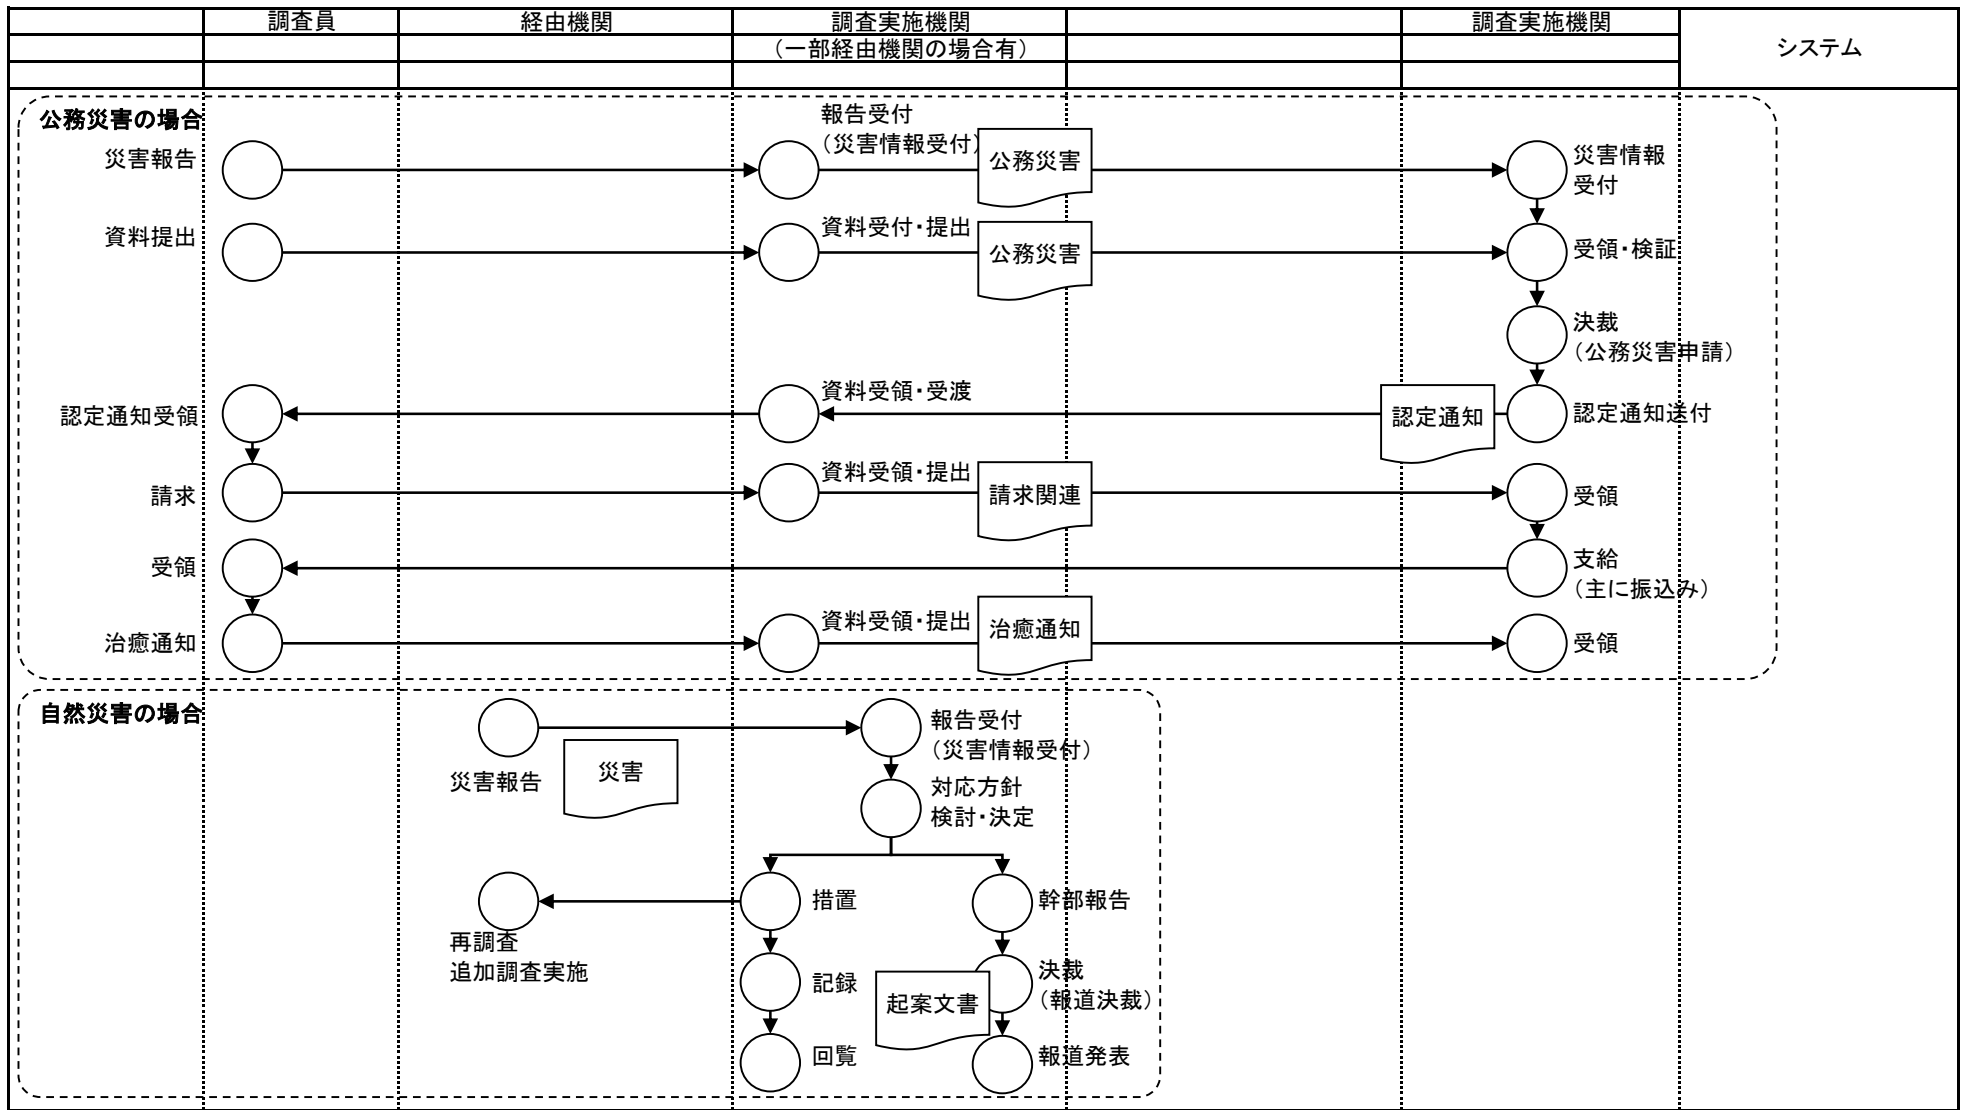 調査員
経由機関
調査実施機関
(一部経由機関の場合有)
調査実施機関
システム
公務災害の場合
災害報告
報告受付
(災害情報受付)
公務災害
災害情報
受付
資料提出
資料受付・提出
公務災害
受領・検証
決裁
(公務災害申請)
認定通知受領
資料受領・受渡
認定通知
認定通知送付
請求
資料受領・提出
請求関連
受領
受領
支給
(主に振込み)
治癒通知
資料受領・提出
治癒通知
受領
自然災害の場合
災害報告
災害
報告受付
(災害情報受付)
対応方針
検討・決定
再調査
追加調査実施
措置
幹部報告
記録
起案文書
決裁
(報道決裁)
回覧
報道発表